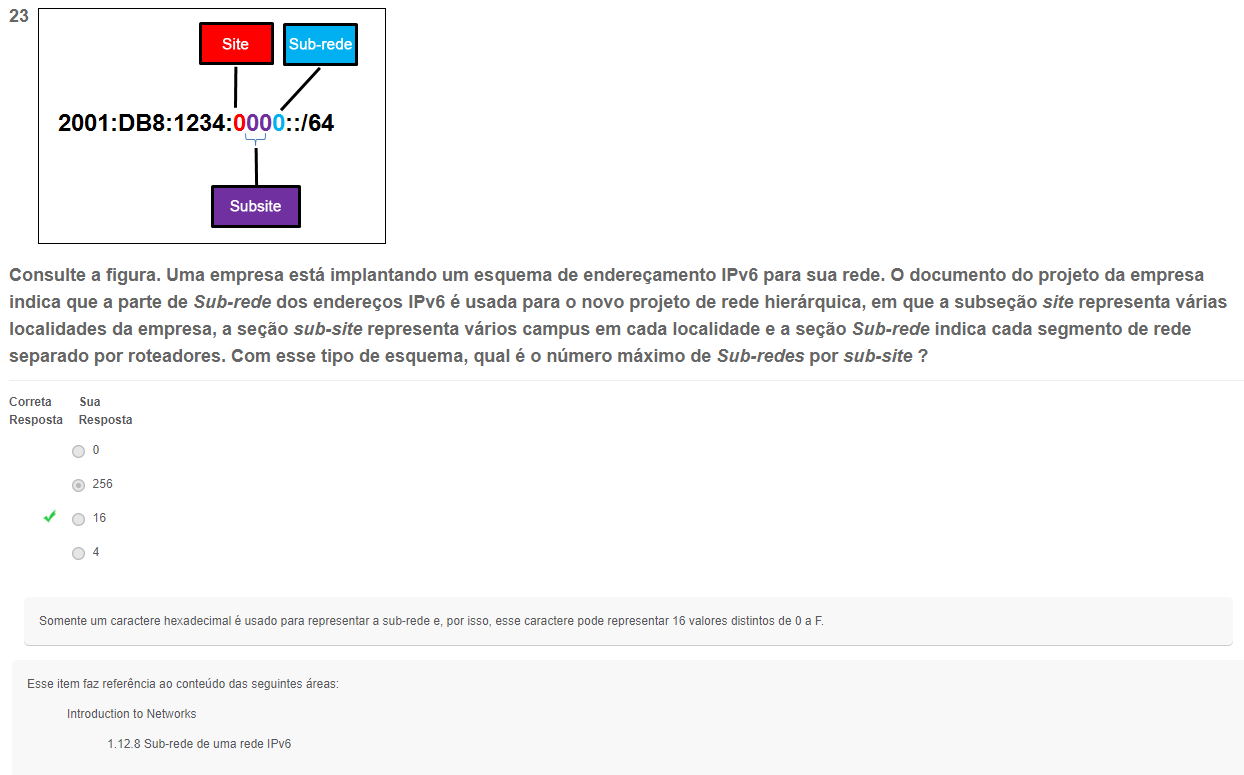 23
Site
Sub-rede
2001:DB8:1234:0000::/64
Subsite
Consulte a figura. Uma empresa está implantando um esquema de endereçamento IPv6 para sua rede. O documento do projeto da empresa
indica que a parte de Sub-rede dos endereços IPv6 é usada para o novo projeto de rede hierárquica, em que a subseção site representa várias
localidades da empresa, a seção sub-site representa vários campus em cada localidade e a seção Sub-rede indica cada segmento de rede
separado por roteadores. Com esse tipo de esquema, qual é o número máximo de Sub-redes por sub-site ?
Correta Sua
Resposta Resposta
0
256
16
4
Somente um caractere hexadecimal é usado para representar a sub-rede e, por isso, esse caractere pode representar 16 valores distintos de 0 a F.
Esse item faz referência ao conteúdo das seguintes áreas:
Introduction to Networks
1.12.8 Sub-rede de uma rede IPv6